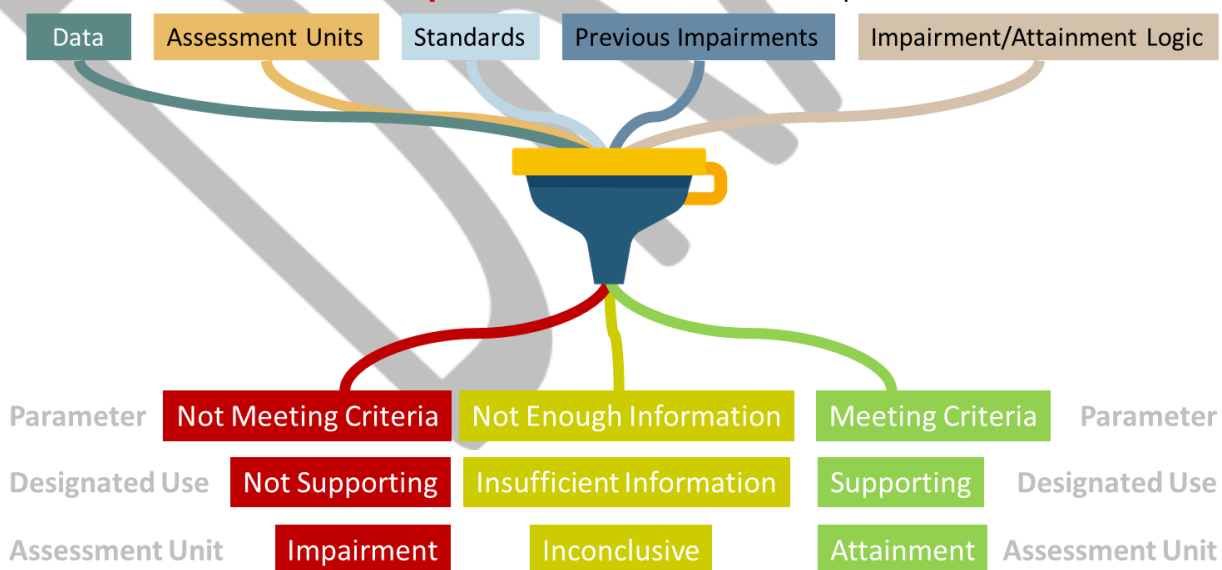 Data Assessment Units Standards Previous Impairments Impairment/Attainment Logic
Parameter Not Meeting Criteria Not Enough Information Meeting Criteria Parameter
Designated Use Not Supporting Insufficient Information Supporting Designated Use
Assessment Unit Impairment Inconclusive Attainment Assessment Unit